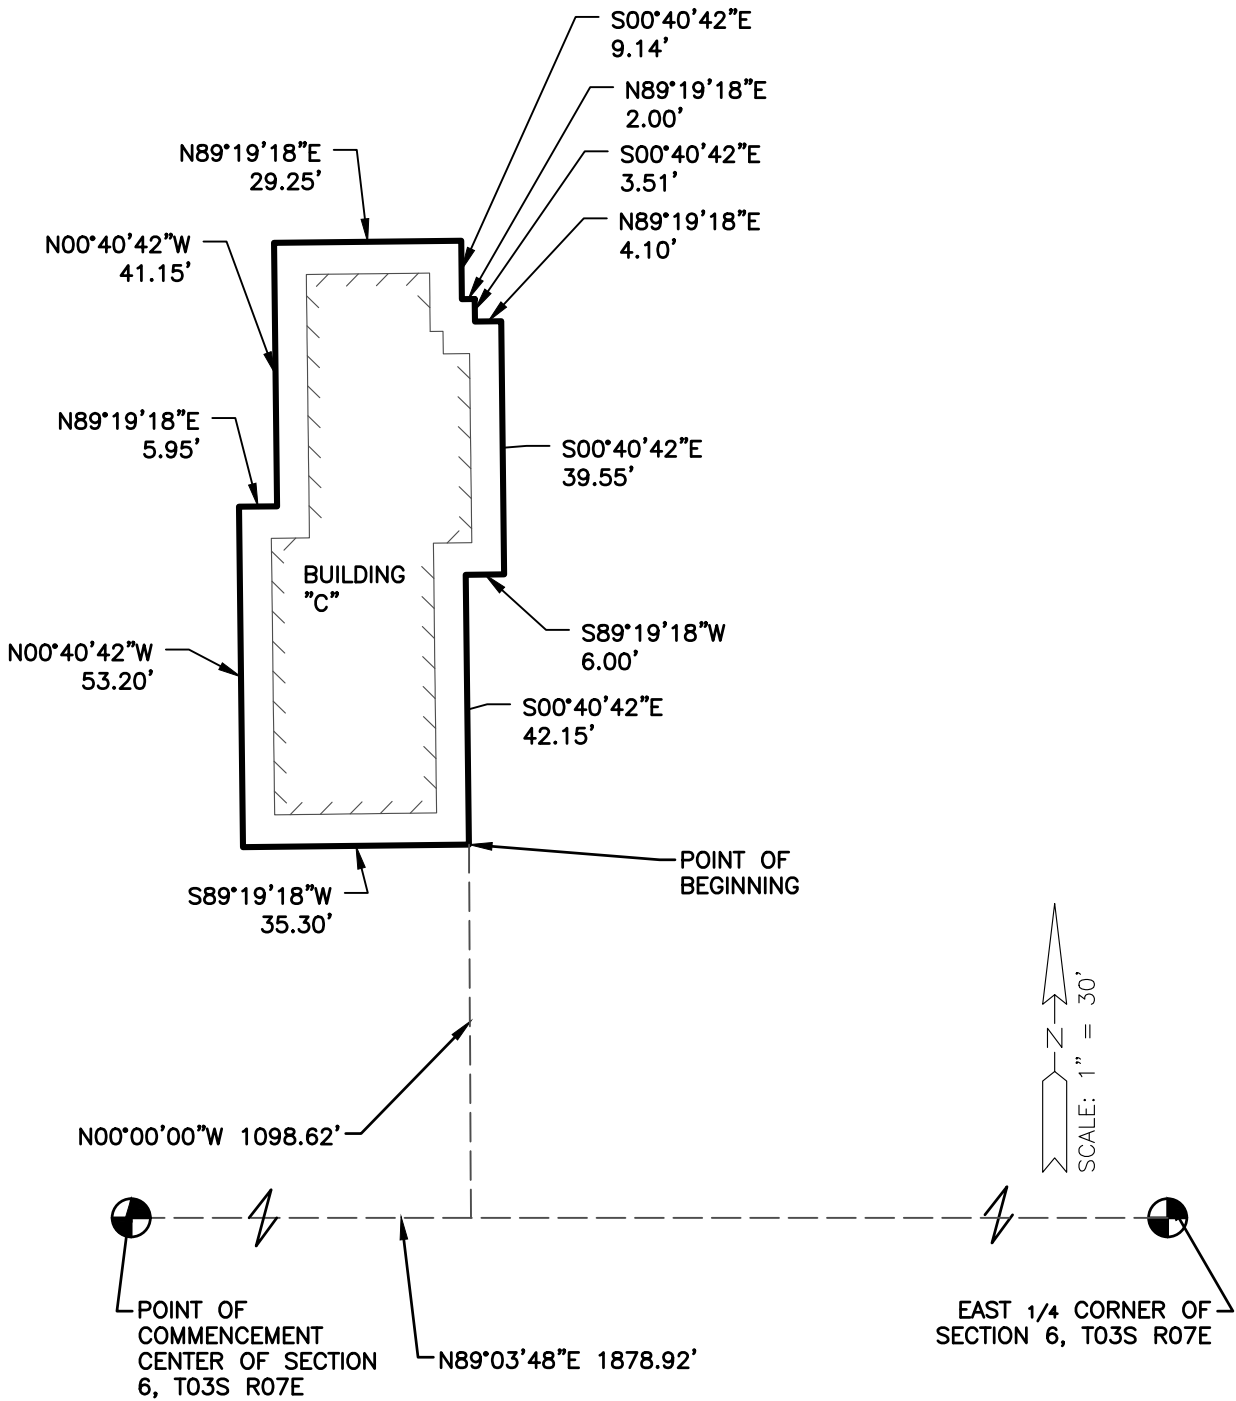 S00°40'42"E
9.14'
N89°19'18"E
2.00'
N89°19'18"E
29.25'
S00°40'42"E
3.51'
N89°19'18"E
4.10'
N00°40'42"W
41.15'
N89°19'18"E
5.95'
S00°40'42"E
39.55'
BUILDING
"C"
S89°19'18"W
6.00'
N00°40'42"W
53.20'
S00°40'42"E
42.15'
POINT OF
BEGINNING
S89°19'18"W
35.30'
N
SCALE: 1" = 30'
N00°00'00"W 1098.62'
POINT OF
COMMENCEMENT
CENTER OF SECTION
6, T03S R07E
N89°03'48"E 1878.92'
EAST 1/4 CORNER OF
SECTION 6, T03S R07E